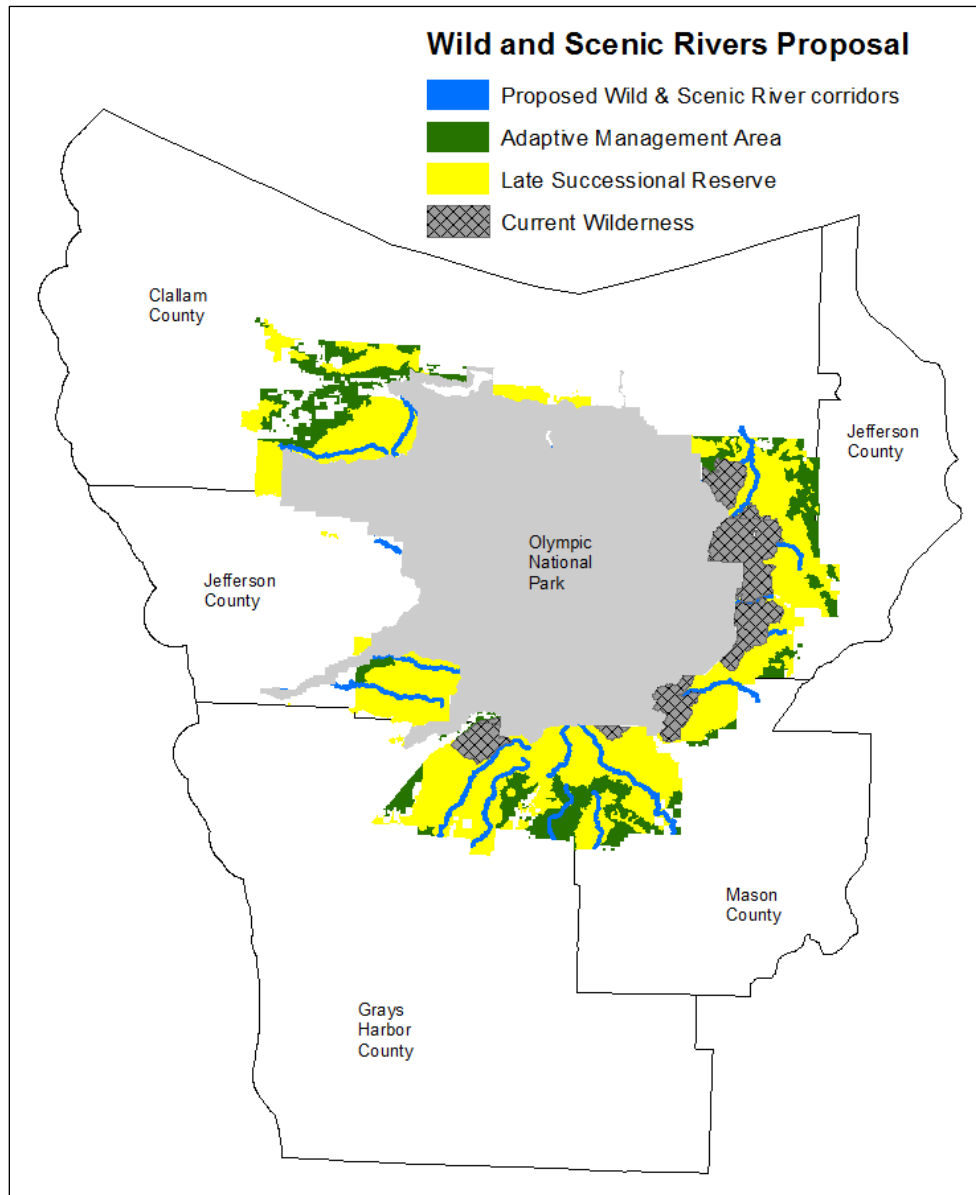 Wild and Scenic Rivers Proposal
Proposed Wild & Scenic River corridors
Adaptive Management Area
Late Successional Reserve
Current Wilderness
Clallam
County
Jefferson
County
Olympic
National
Park
Jefferson
County
Mason
County
Grays
Harbor
County